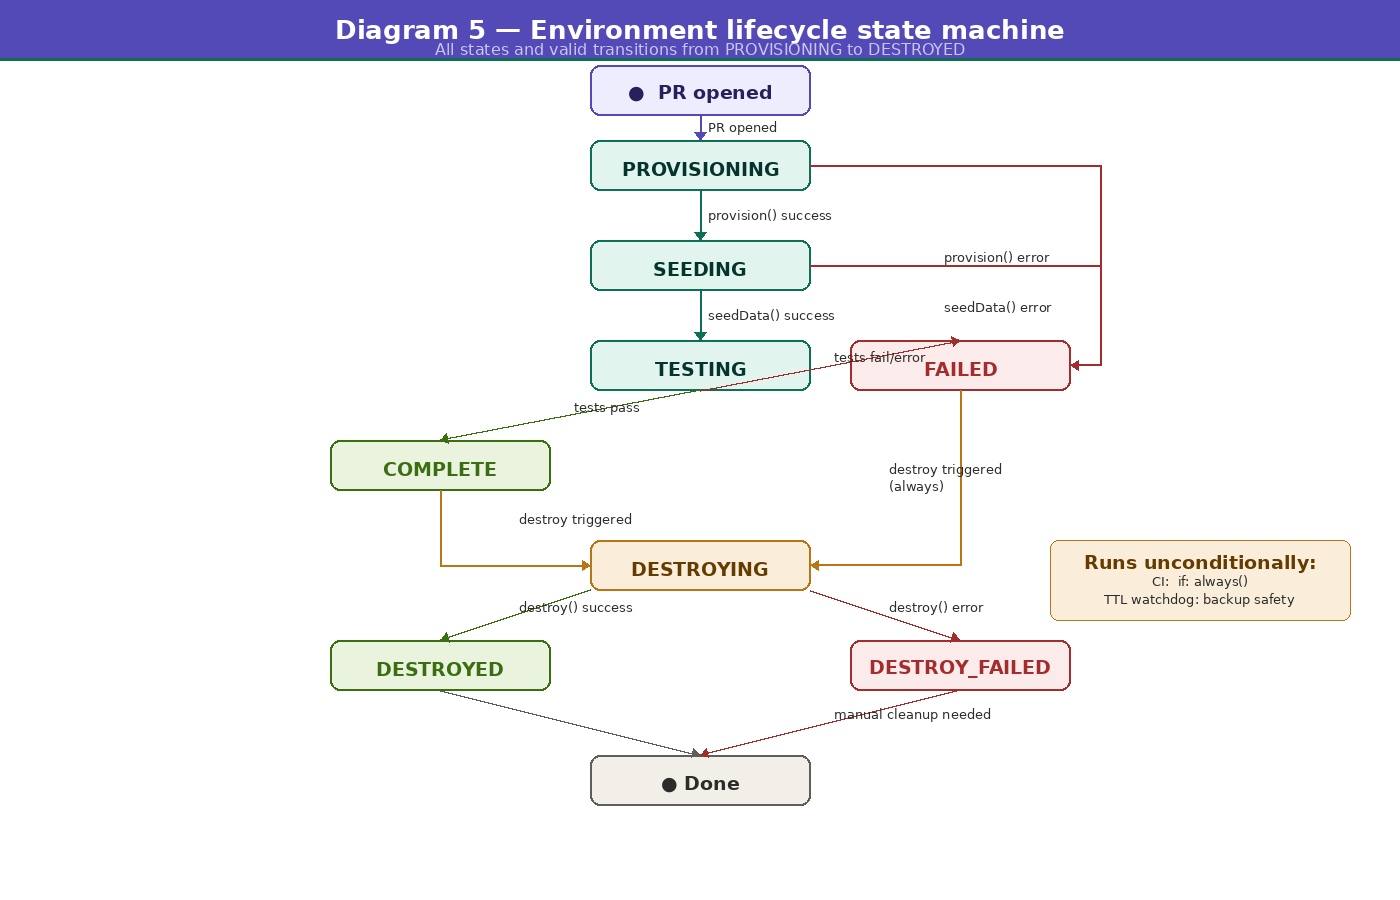 Diagram 5 — Environment lifecycle state machine
All states and valid transitions from PROVISIONING to DESTROYED
● PR opened
PR opened
PROVISIONING
provision() success
SEEDING
provision() error
seedData() error
seedData() success
TESTING
tests fail/error
FAILED
tests pass
COMPLETE
destroy triggered
(always)
destroy triggered
DESTROYING
Runs unconditionally:
CI:  if: always()
TTL watchdog: backup safety
destroy() success
destroy() error
DESTROYED
DESTROY_FAILED
manual cleanup needed
● Done